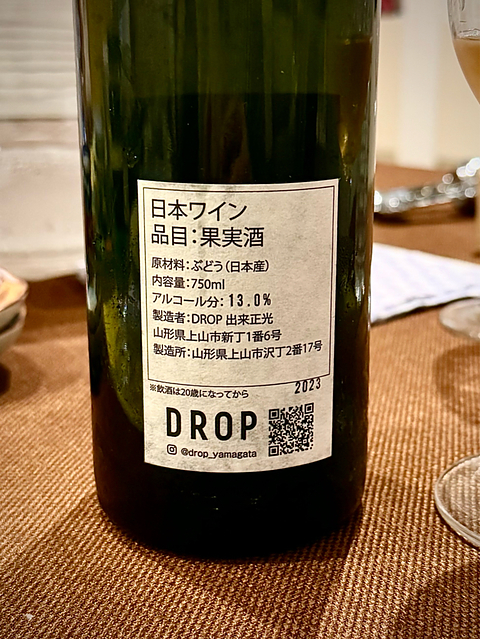 日本ワイン
品目：果実酒
原材料：ぶどう（日本産）
内容量：750ml
アルコール分：13.0%
製造者：DROP 出来正光
山形県上山市新丁1番6号
製造所：山形県上山市沢丁2番17号
※飲酒は20歳になってから
2023
DROP
@drop_yamagata